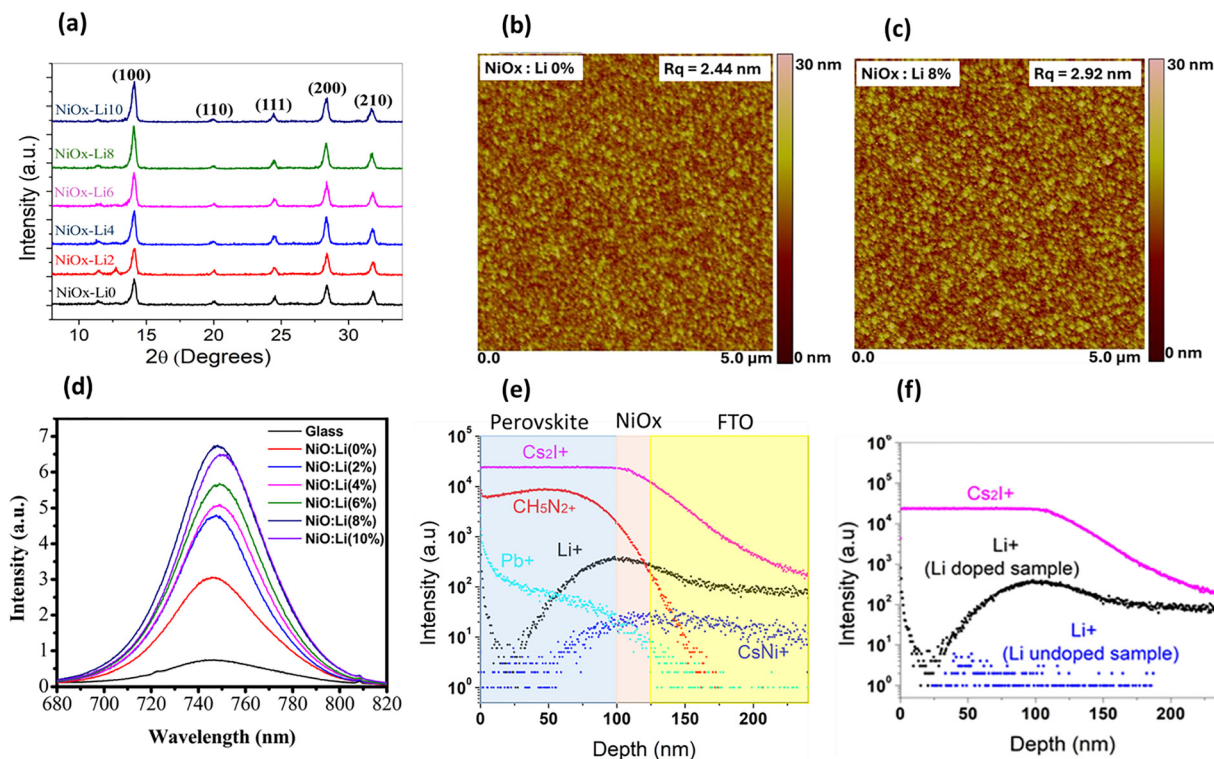 (a)
(100)
(110)
(111)
(200)
(210)
NiOx-Li10
NiOx-Li8
NiOx-Li6
NiOx-Li4
NiOx-Li2
NiOx-Li0
Intensity (a.u.)
10 15 20 25 30
2θ (Degrees)
(b)
NiOx : Li 0%
Rq = 2.44 nm
30 nm
0 nm
0.0
5.0 µm
(c)
NiOx : Li 8%
Rq = 2.92 nm
30 nm
0 nm
0.0
5.0 µm
(d)
Intensity (a.u.)
7
6
5
4
3
2
1
0
Glass
NiO:Li(0%)
NiO:Li(2%)
NiO:Li(4%)
NiO:Li(6%)
NiO:Li(8%)
NiO:Li(10%)
680 700 720 740 760 780 800 820
Wavelength (nm)
(e)
Perovskite NiOx FTO
Intensity (a.u)
10⁵
10⁴
10³
10²
10¹
10⁰
Cs₂I+
CH₅N₂+
Pb+
Li+
CsNi+
0 50 100 150 200
Depth (nm)
(f)
Intensity (a.u)
10⁶
10⁵
10⁴
10³
10²
10¹
10⁰
Cs₂I+
Li+
(Li doped sample)
Li+
(Li undoped sample)
0 50 100 150 200
Depth (nm)